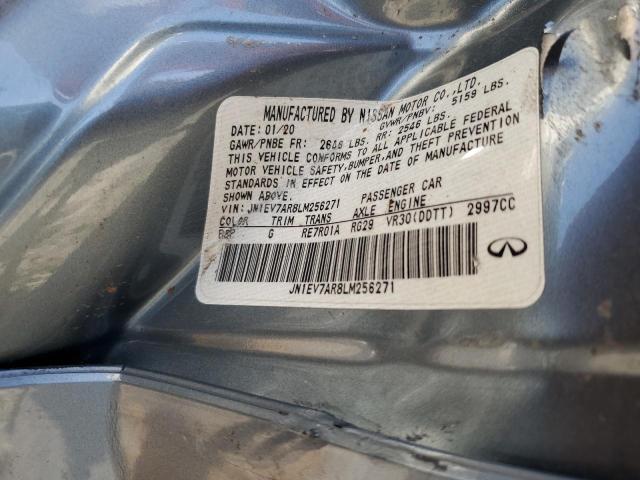 MANUFACTURED BY NISSAN MOTOR CO.,LTD.
DATE: 01/20 GVWR/PNBV: 5159 LBS.
GAWR/PNBE FR: LBS. RR: 2546 LBS.
THIS VEHICLE CONFORMS TO ALL APPLICABLE FEDERAL
MOTOR VEHICLE SAFETY,BUMPER,AND THEFT PREVENTION
STANDARDS IN EFFECT ON THE DATE OF MANUFACTURE
SHOWN ABOVE.
VIN: JN1EV7AR8LM256271 PASSENGER CAR
COLOR TRIM TRANS AXLE ENGINE
G RE7R01A RG29 VR30(DDTT) 2997CC
JN1EV7AR8LM256271